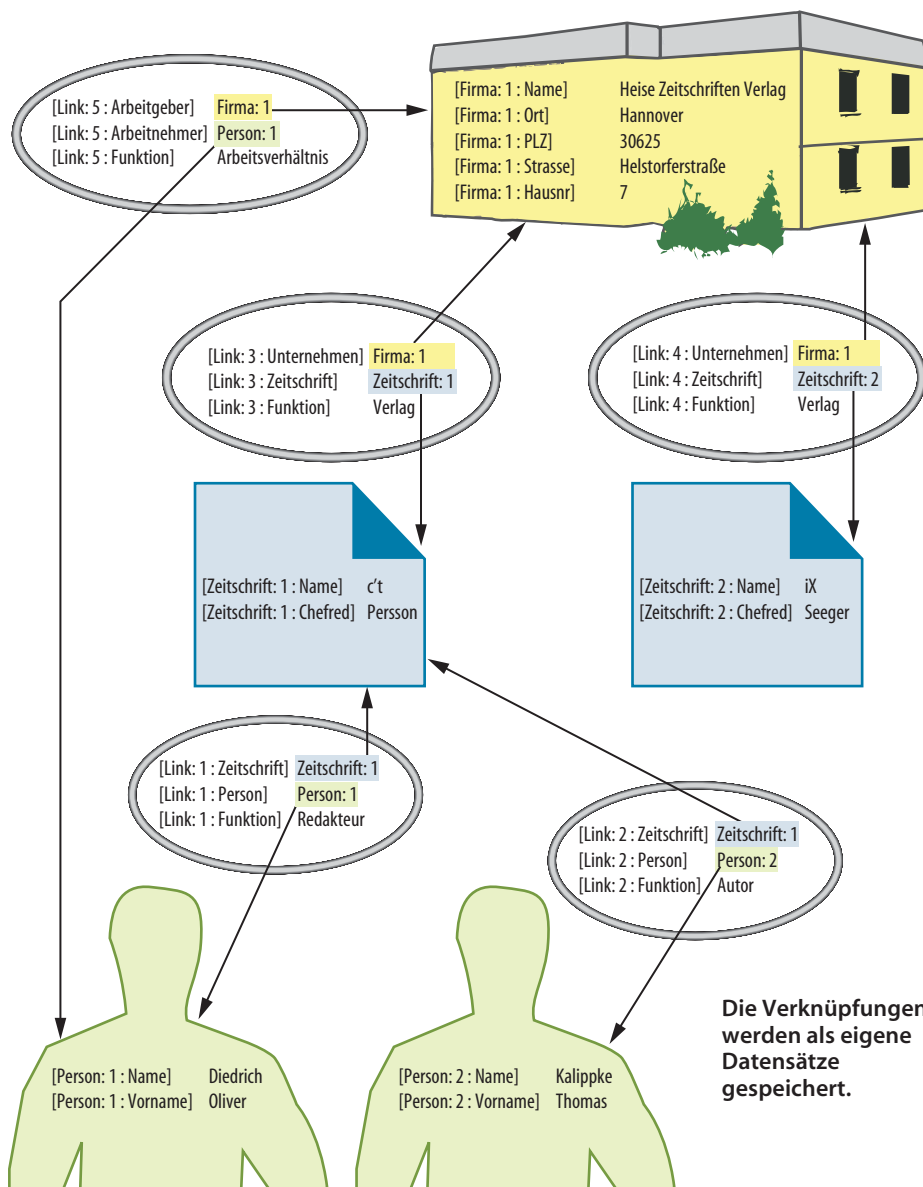 [Link: 5 : Arbeitgeber] Firma: 1
[Link: 5 : Arbeitnehmer] Person: 1
[Link: 5 : Funktion] Arbeitsverhältnis
[Firma: 1 : Name] Heise Zeitschriften Verlag
[Firma: 1 : Ort] Hannover
[Firma: 1 : PLZ] 30625
[Firma: 1 : Strasse] Helstorferstraße
[Firma: 1 : Hausnr] 7
[Link: 3 : Unternehmen] Firma: 1
[Link: 3 : Zeitschrift] Zeitschrift: 1
[Link: 3 : Funktion] Verlag
[Link: 4 : Unternehmen] Firma: 1
[Link: 4 : Zeitschrift] Zeitschrift: 2
[Link: 4 : Funktion] Verlag
[Zeitschrift: 1 : Name] c't
[Zeitschrift: 1 : Chefred] Persson
[Zeitschrift: 2 : Name] iX
[Zeitschrift: 2 : Chefred] Seeger
[Link: 1 : Zeitschrift] Zeitschrift: 1
[Link: 1 : Person] Person: 1
[Link: 1 : Funktion] Redakteur
[Link: 2 : Zeitschrift] Zeitschrift: 1
[Link: 2 : Person] Person: 2
[Link: 2 : Funktion] Autor
[Person: 1 : Name] Diedrich
[Person: 1 : Vorname] Oliver
[Person: 2 : Name] Kalippke
[Person: 2 : Vorname] Thomas
Die Verknüpfungen
werden als eigene
Datensätze
gespeichert.